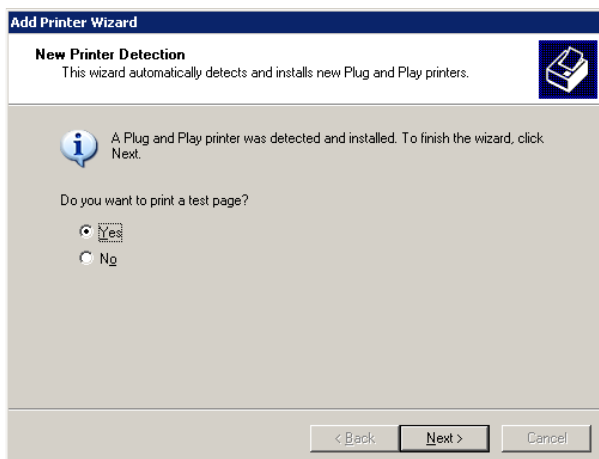 Add Printer Wizard
New Printer Detection
This wizard automatically detects and installs new Plug and Play printers.
A Plug and Play printer was detected and installed. To finish the wizard, click
Next.
Do you want to print a test page?
Yes
No
< Back Next > Cancel